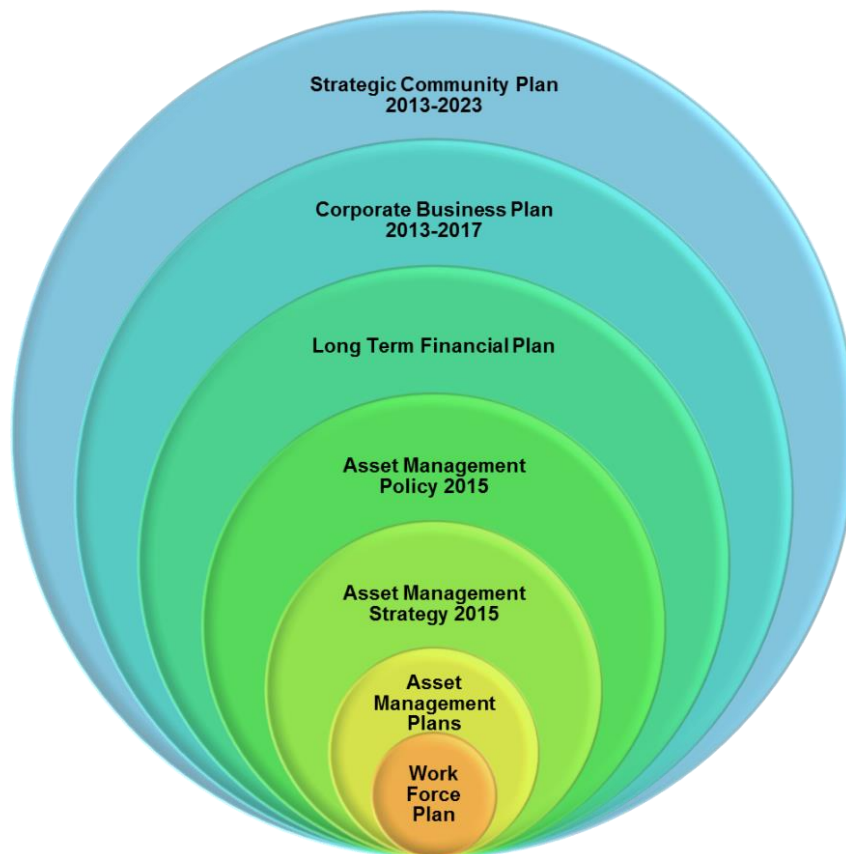 Strategic Community Plan
2013-2023
Corporate Business Plan
2013-2017
Long Term Financial Plan
Asset Management
Policy 2015
Asset Management
Strategy 2015
Asset
Management
Plans
Work
Force
Plan